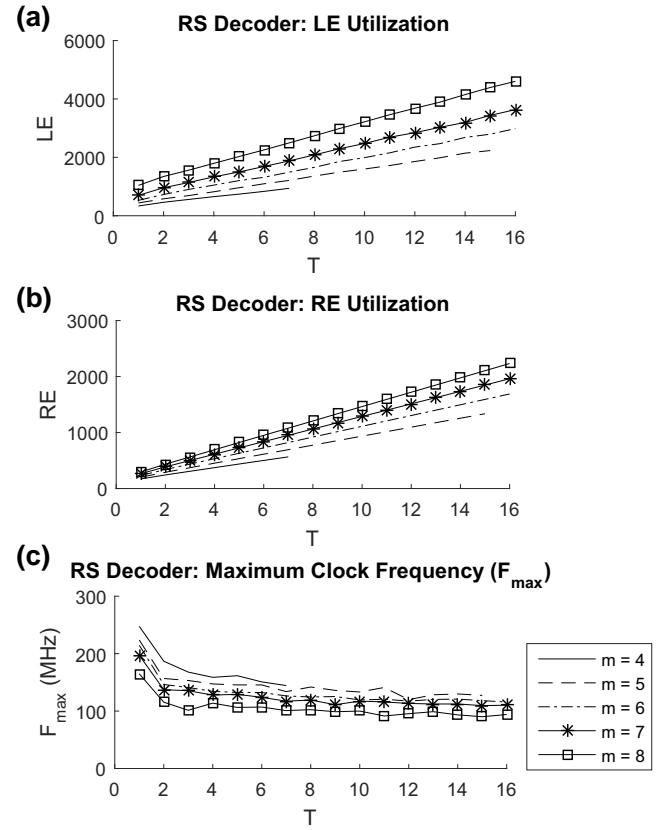 (a)
RS Decoder: LE Utilization
6000
4000
2000
0
LE
0 2 4 6 8 10 12 14 16
T
(b)
RS Decoder: RE Utilization
3000
2000
1000
0
RE
0 2 4 6 8 10 12 14 16
T
(c)
RS Decoder: Maximum Clock Frequency (F_max)
300
200
100
0
F_max (MHz)
0 2 4 6 8 10 12 14 16
T
m = 4
m = 5
m = 6
m = 7
m = 8